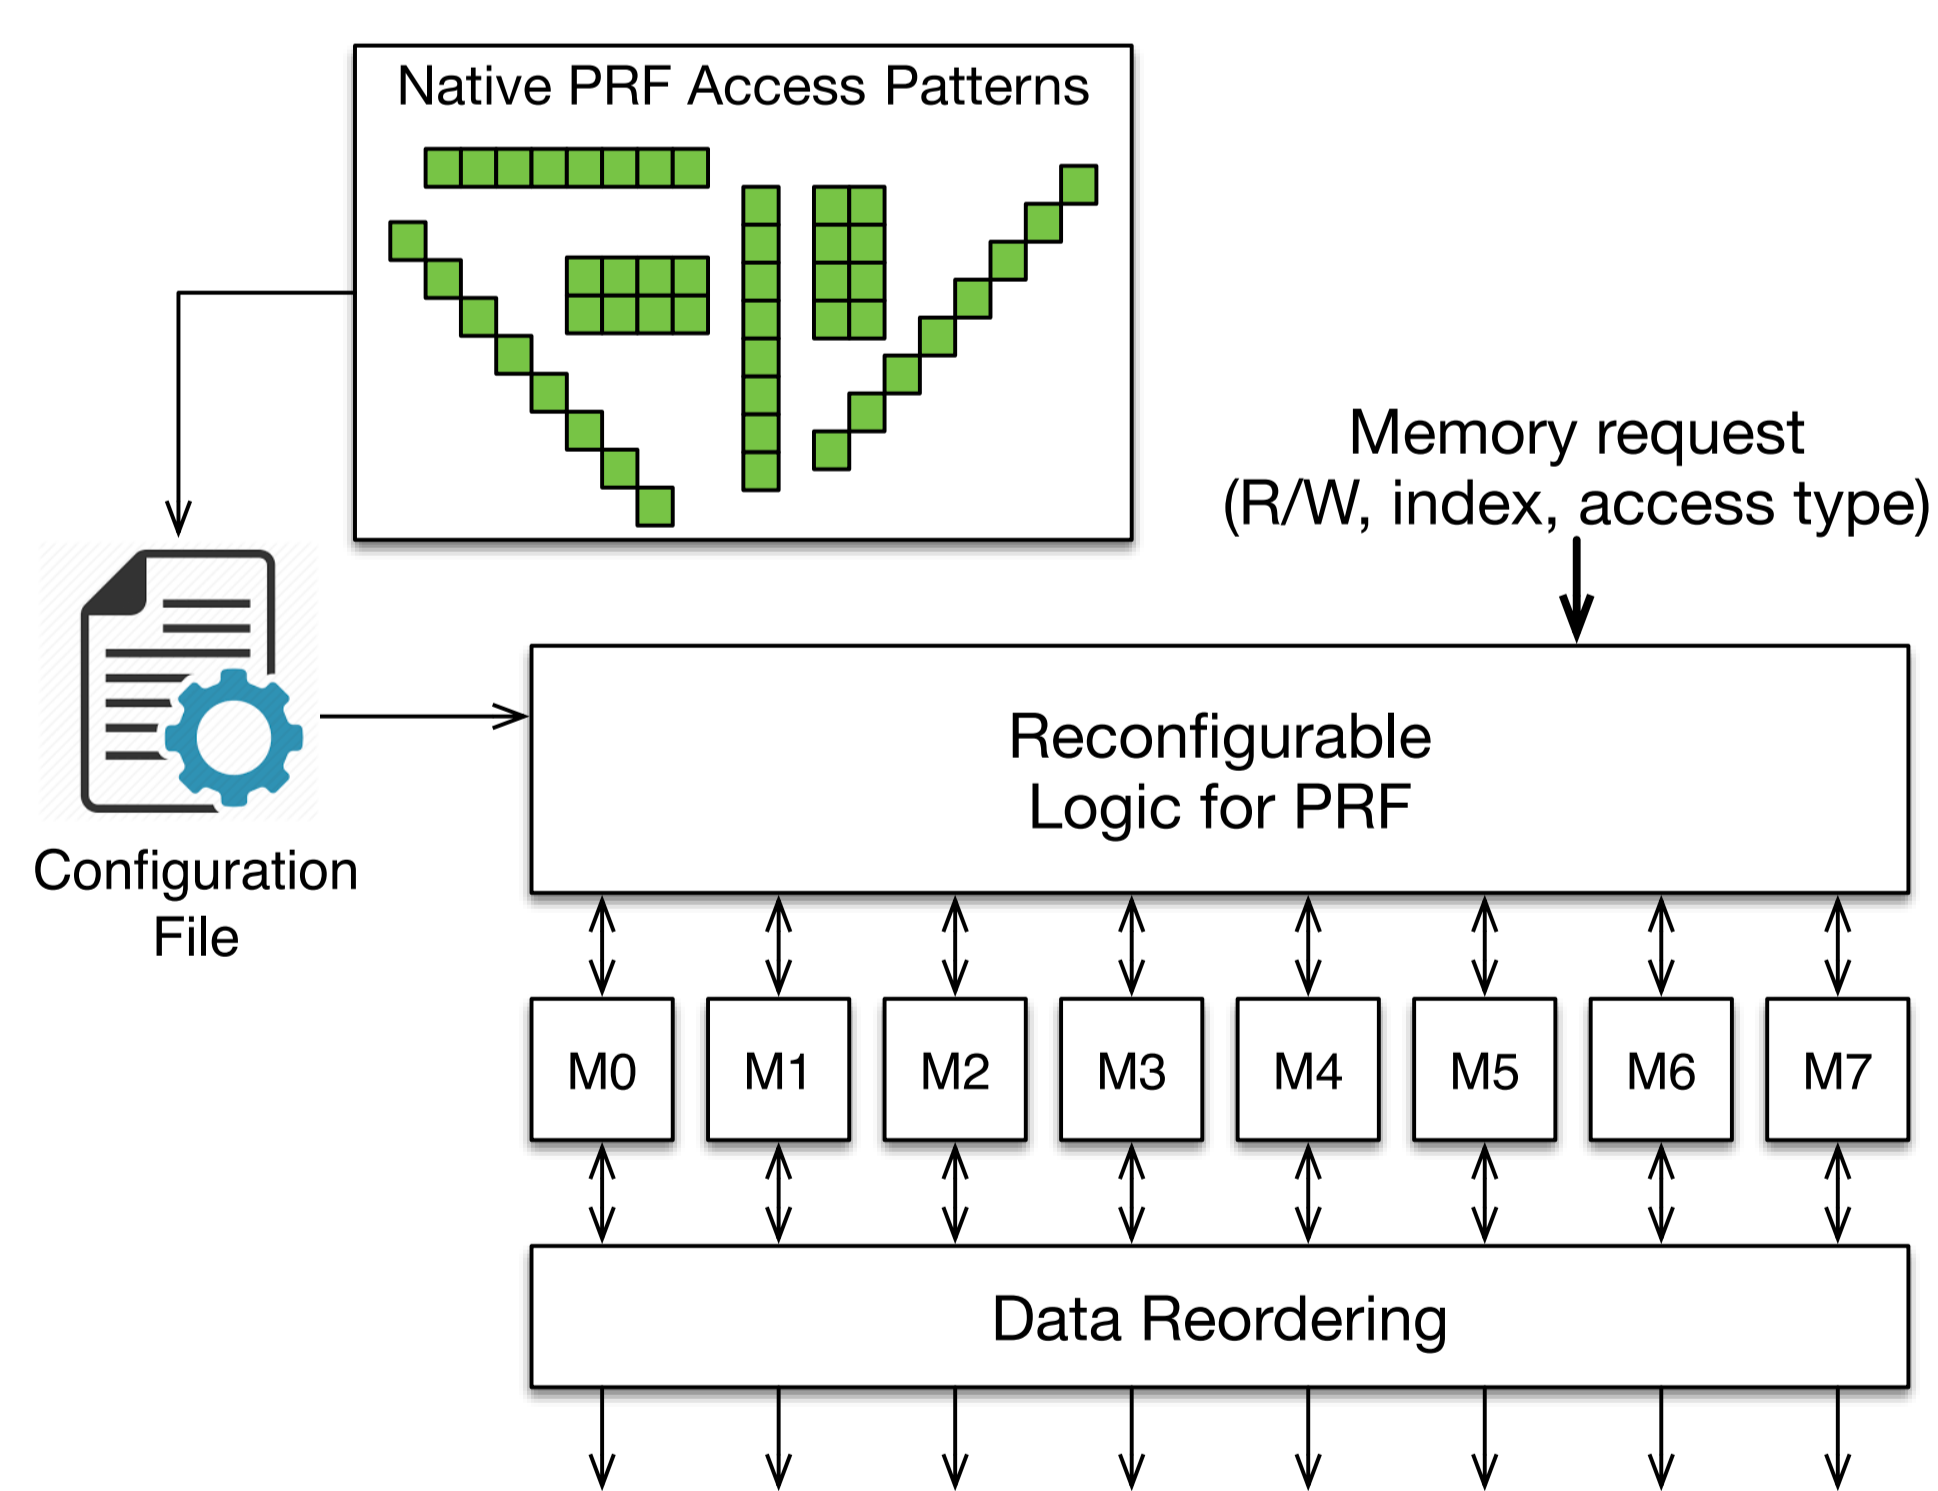 Native PRF Access Patterns
Memory request
(R/W, index, access type)
Reconfigurable
Logic for PRF
Configuration
File
M0
M1
M2
M3
M4
M5
M6
M7
Data Reordering